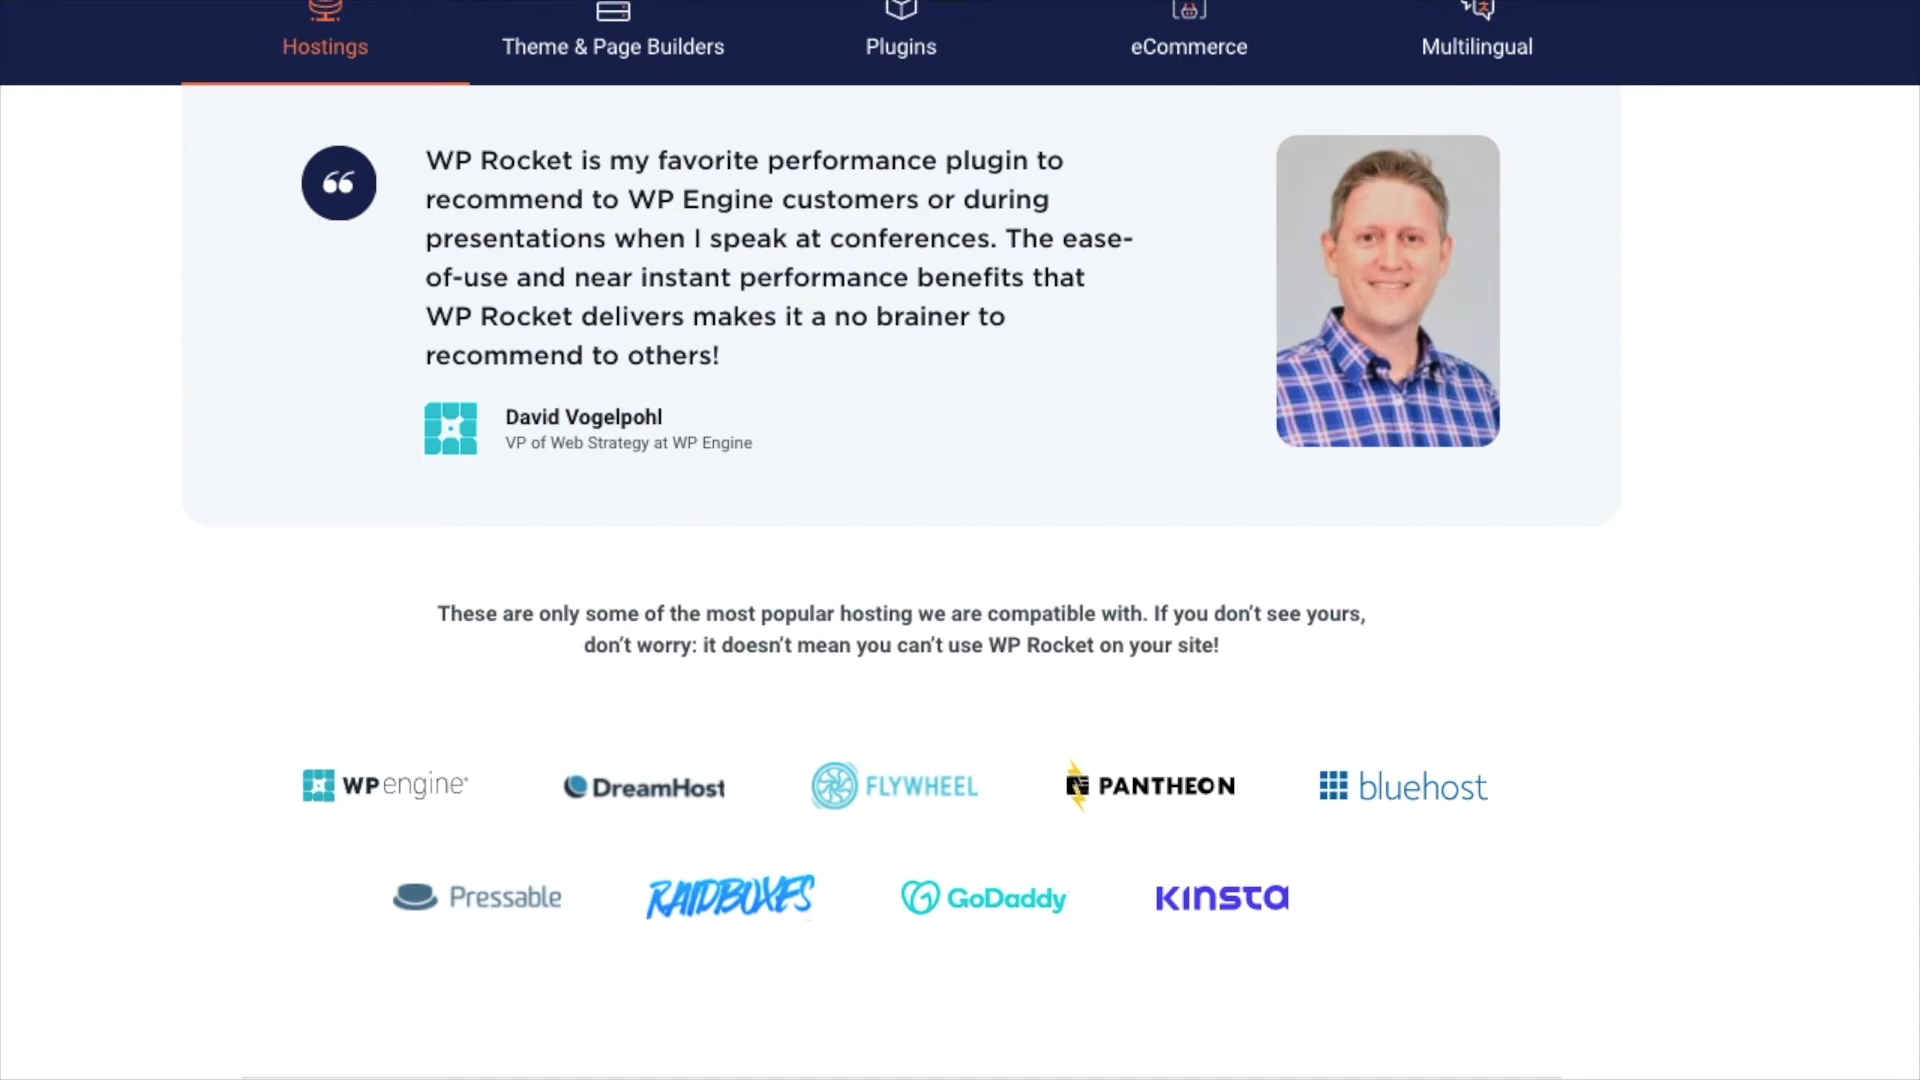 Hostings
Theme & Page Builders
Plugins
eCommerce
Multilingual
WP Rocket is my favorite performance plugin to
recommend to WP Engine customers or during
presentations when I speak at conferences. The ease-
of-use and near instant performance benefits that
WP Rocket delivers makes it a no brainer to
recommend to others!
David Vogelpohl
VP of Web Strategy at WP Engine
These are only some of the most popular hosting we are compatible with. If you don’t see yours,
don’t worry: it doesn’t mean you can’t use WP Rocket on your site!
WP engine
DreamHost
FLYWHEEL
PANTHEON
bluehost
Pressable
RAIDBOXES
GoDaddy
KINSTA